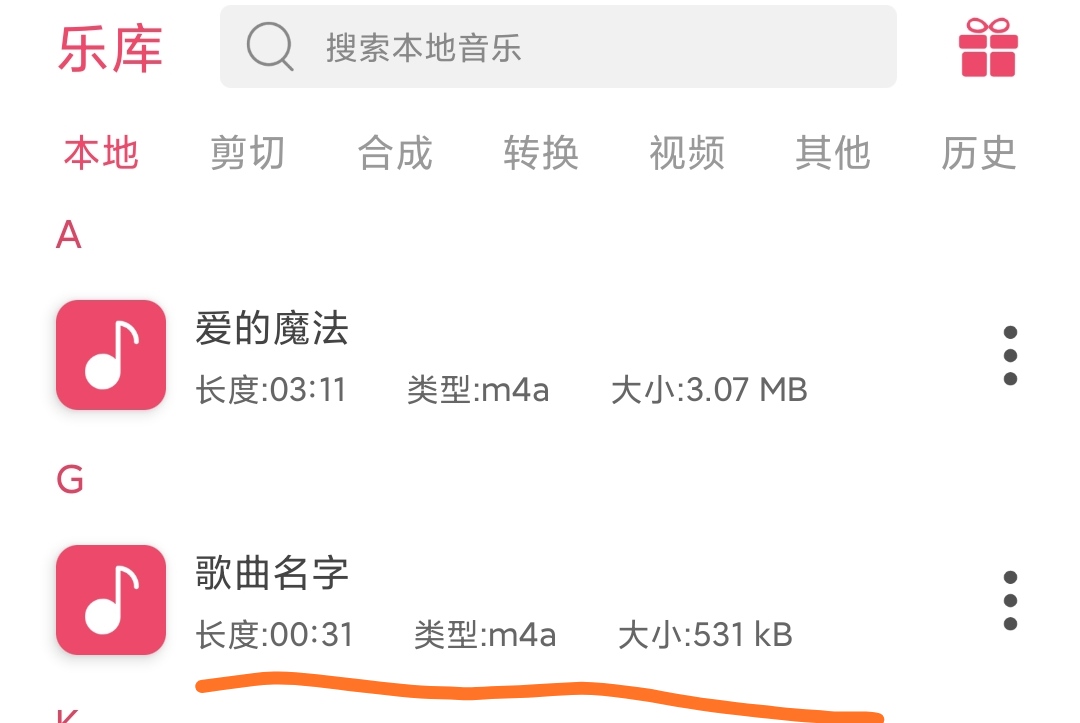 乐库
搜索本地音乐
本地 剪切 合成 转换 视频 其他 历史
A
爱的魔法
长度:03:11 类型:m4a 大小:3.07 MB
G
歌曲名字
长度:00:31 类型:m4a 大小:531 kB
K